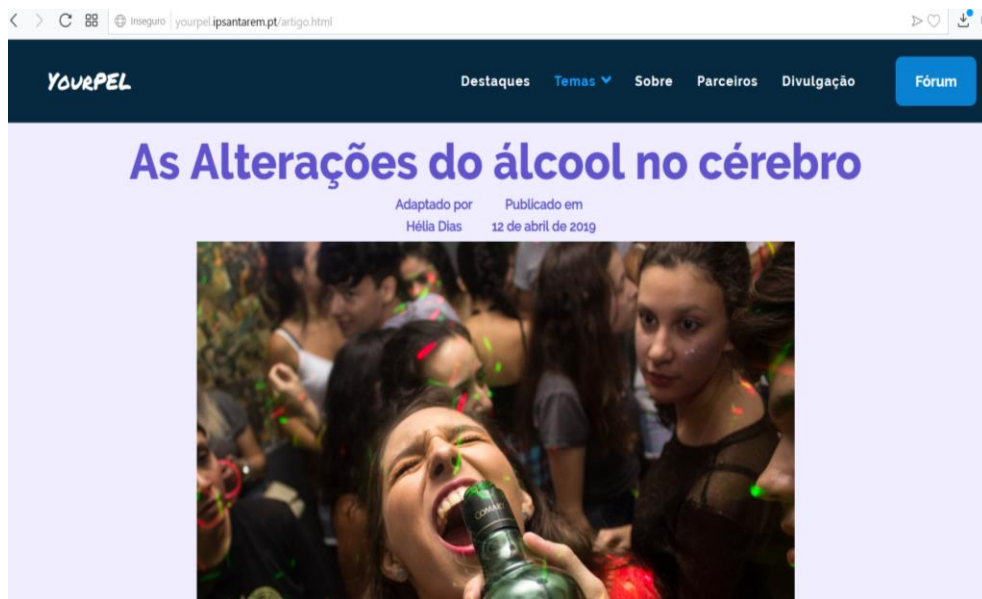 Inseguro yourpel.ipsantarem.pt/artigo.html
YourPEL Destaques Temas Sobre Parceiros Divulgação Fórum
As Alterações do álcool no cérebro
Adaptado por Publicado em
Hélia Dias 12 de abril de 2019
COMART